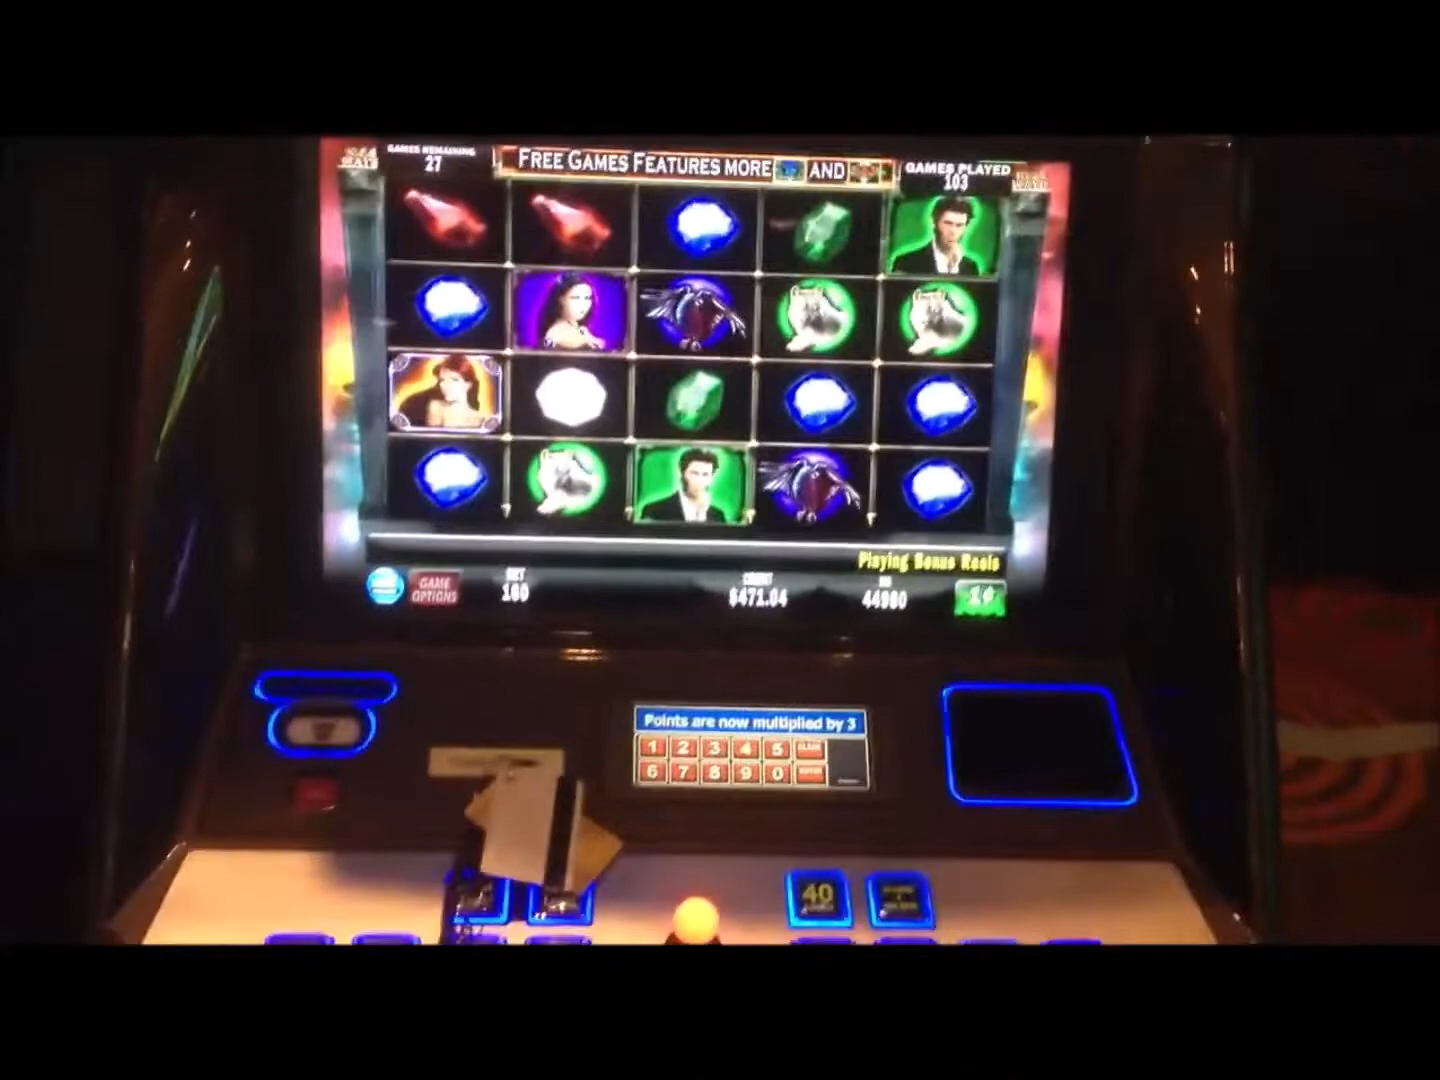 GAMES REMAINING
27
FREE GAMES FEATURES MORE AND
GAMES PLAYED
103
WAYS
Playing Bonus Reels
GAME
OPTIONS
BET
160
CREDIT
$471.04
44980
1¢
Points are now multiplied by 3
1 2 3 4 5
6 7 8 9 0
40